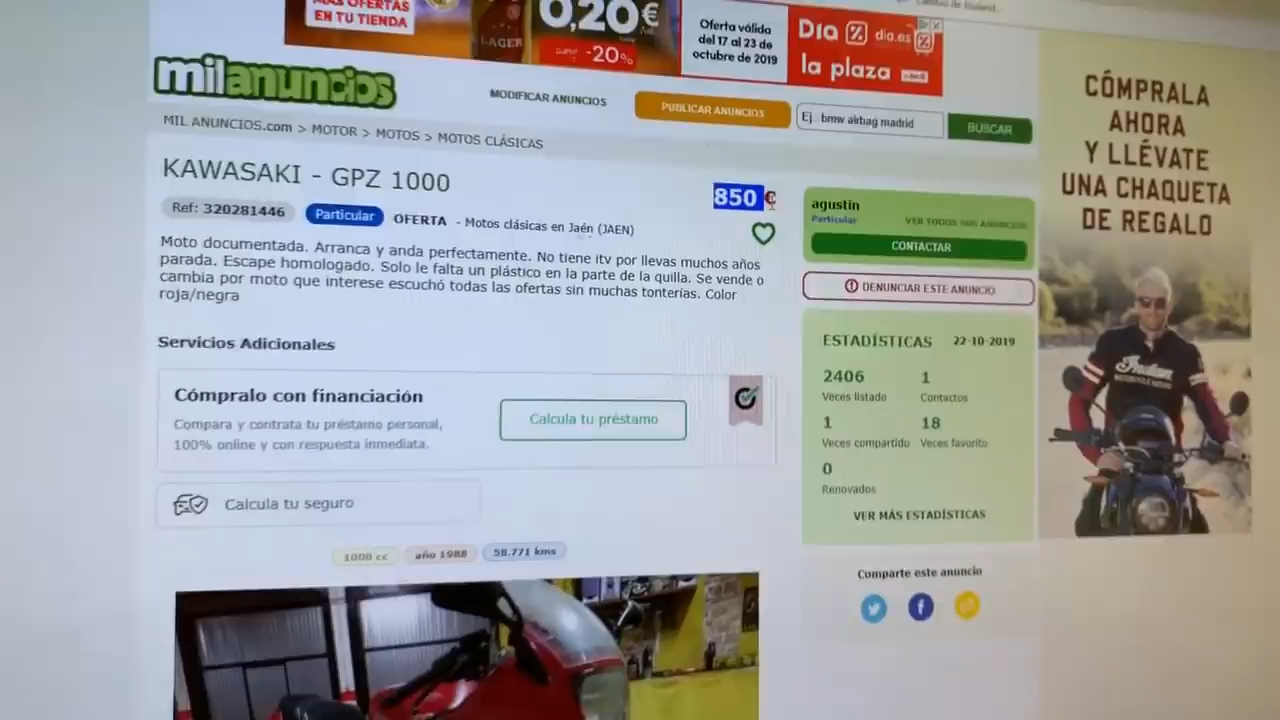 OFERTAS
EN TU TIENDA
LAGER
0,20€
-20%
Oferta válida
del 17 al 23 de
octubre de 2019
Dia
dia.es
la plaza
milanuncios
MODIFICAR ANUNCIOS
PUBLICAR ANUNCIOS
Ej. bmw airbag madrid
BUSCAR
MIL ANUNCIOS.com > MOTOR > MOTOS > MOTOS CLÁSICAS
KAWASAKI - GPZ 1000
850 €
Ref: 320281446
Particular
OFERTA - Motos clásicas en Jaén (JAEN)
Moto documentada. Arranca y anda perfectamente. No tiene itv por llevas muchos años
parada. Escape homologado. Solo le falta un plástico en la parte de la quilla. Se vende o
cambia por moto que interese escuchó todas las ofertas sin muchas tonterías. Color
roja/negra
Servicios Adicionales
Cómpralo con financiación
Compara y contrata tu préstamo personal,
100% online y con respuesta inmediata.
Calcula tu préstamo
Calcula tu seguro
1000 cc
año 1988
58.771 kms
agustin
Particular
VER TODOS SUS ANUNCIOS
CONTACTAR
DENUNCIAR ESTE ANUNCIO
ESTADÍSTICAS 22-10-2019
2406 1
Veces listado Contactos
1 18
Veces compartido Veces favorito
0
Renovados
VER MÁS ESTADÍSTICAS
Comparte este anuncio
CÓMPRALA
AHORA
Y LLÉVATE
UNA CHAQUETA
DE REGALO
Indian
MOTORCYCLE